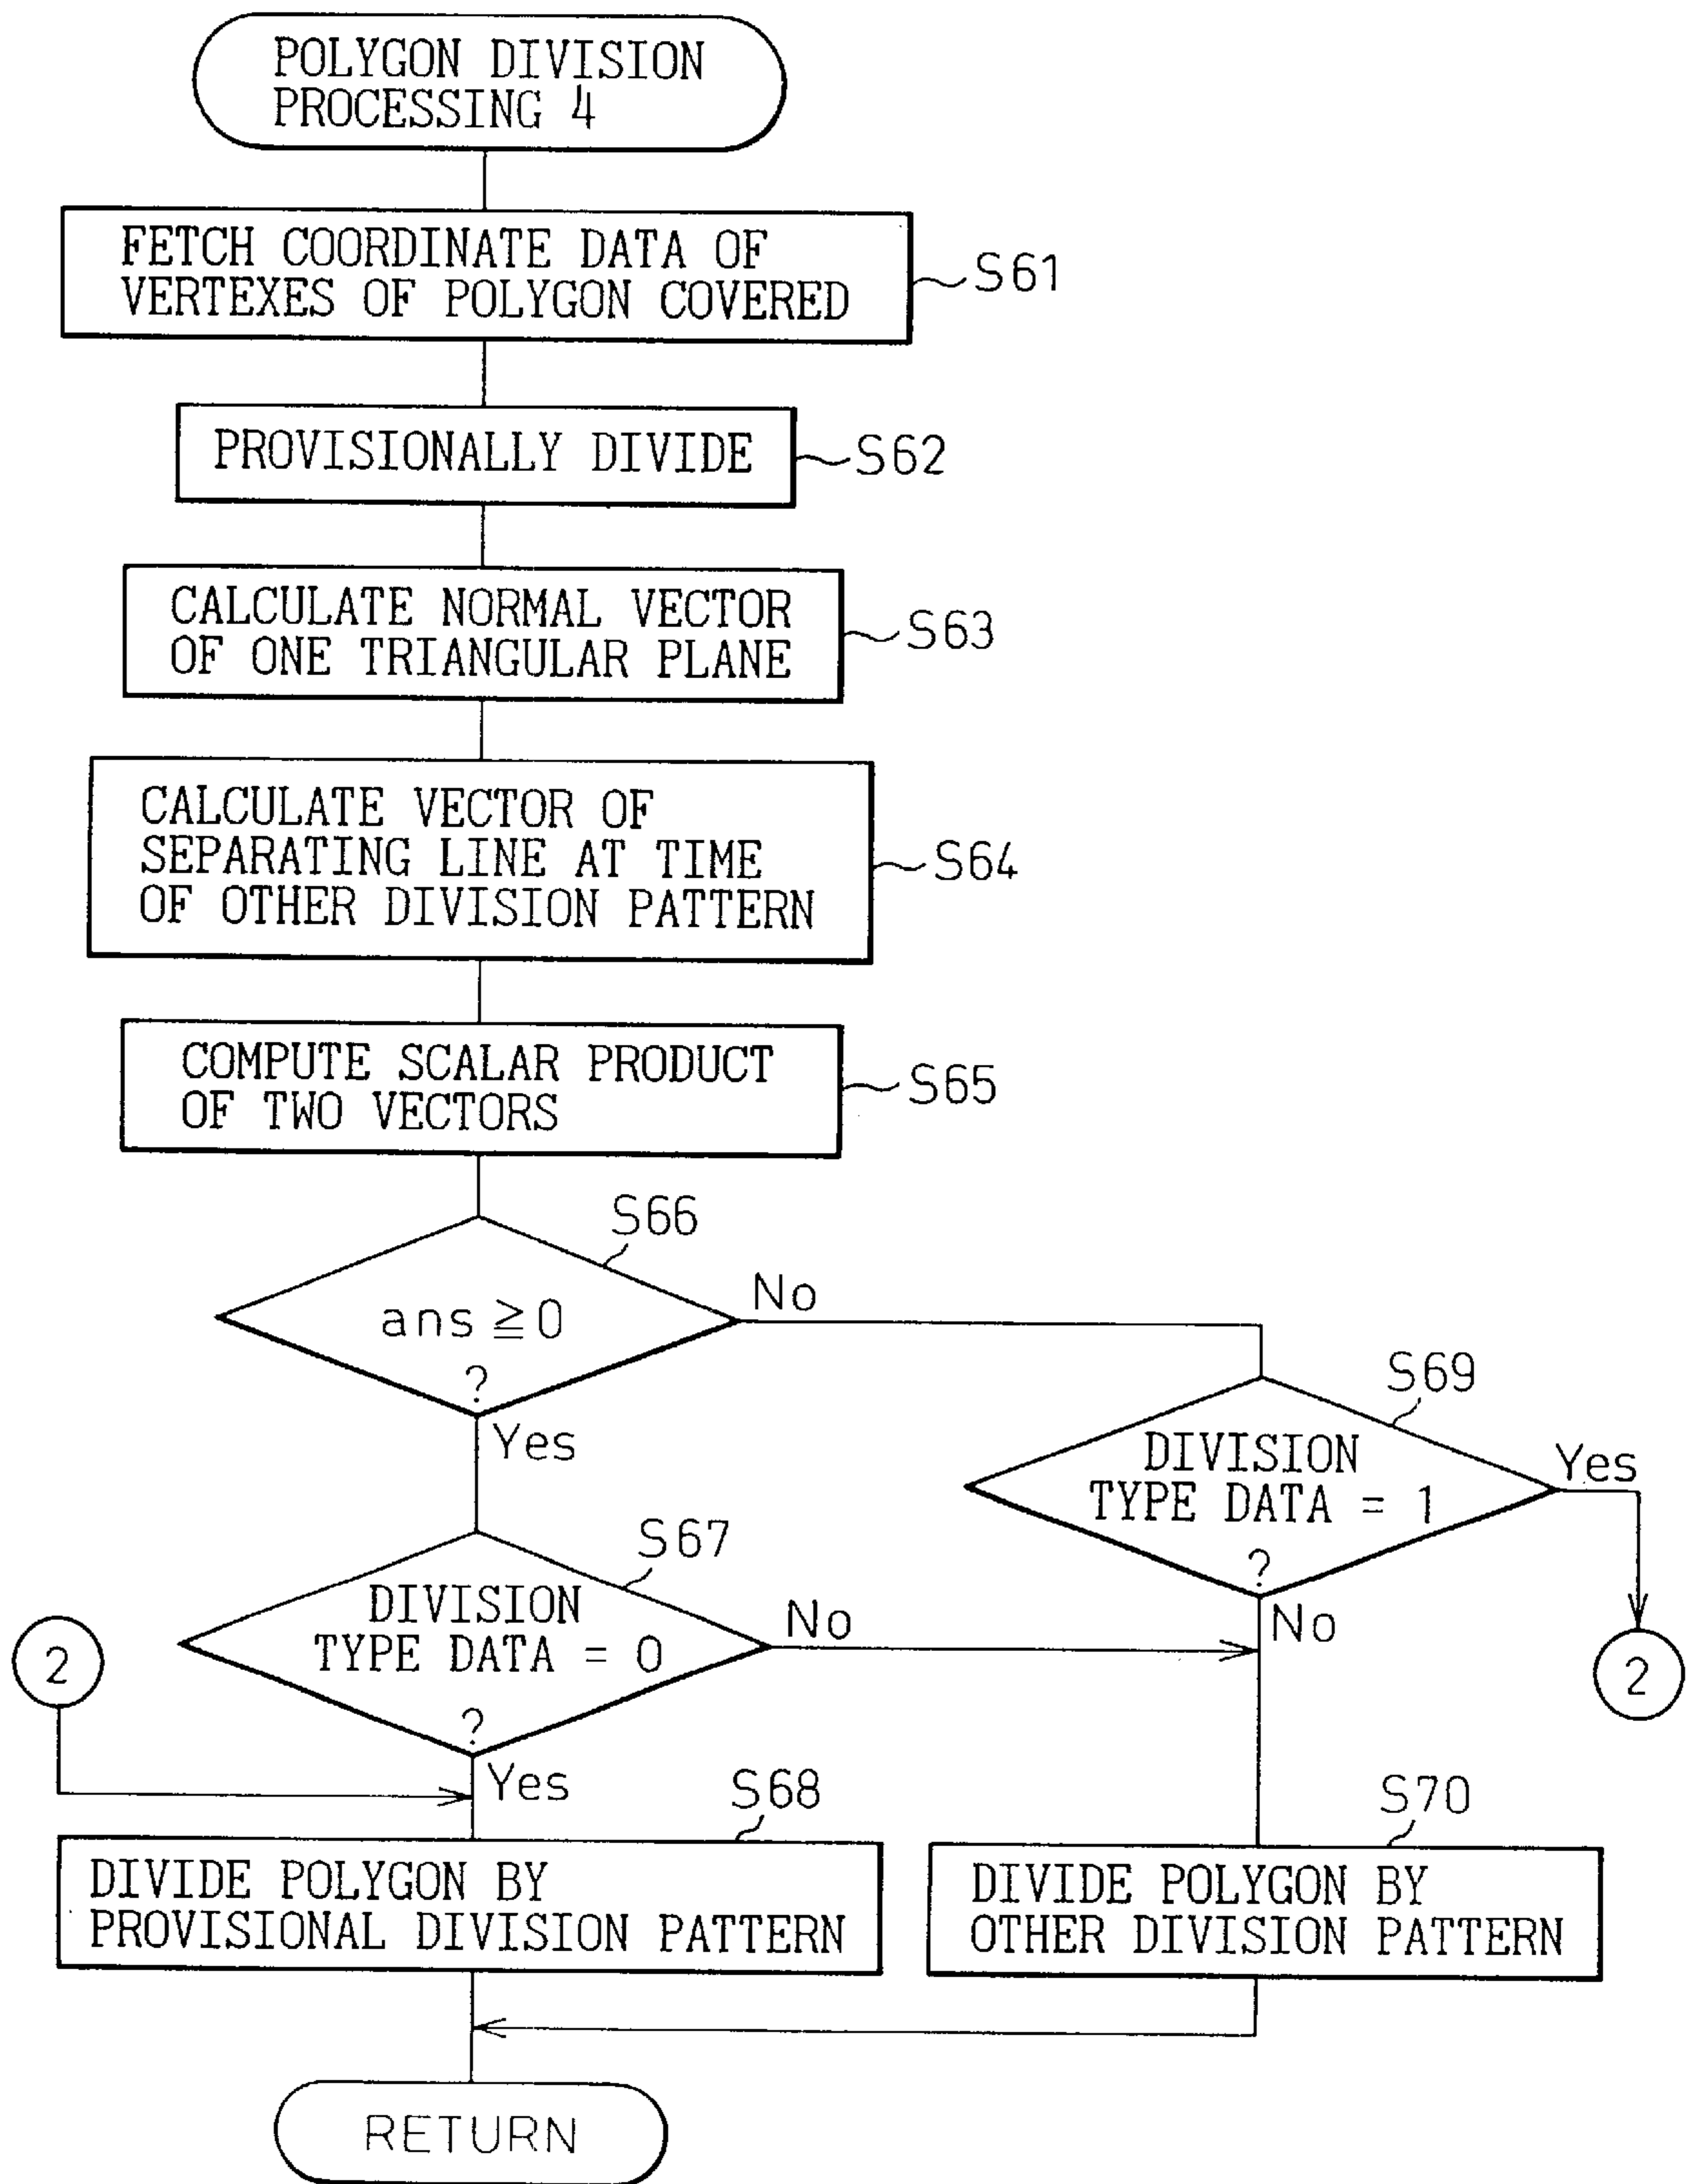 POLYGON DIVISION
PROCESSING 4
FETCH COORDINATE DATA OF
VERTEXES OF POLYGON COVERED
S61
PROVISIONALLY DIVIDE
S62
CALCULATE NORMAL VECTOR
OF ONE TRIANGULAR PLANE
S63
CALCULATE VECTOR OF
SEPARATING LINE AT TIME
OF OTHER DIVISION PATTERN
S64
COMPUTE SCALAR PRODUCT
OF TWO VECTORS
S65
S66
ans ≧ 0
?
No
Yes
S69
DIVISION
TYPE DATA = 1
?
Yes
No
2
S67
DIVISION
TYPE DATA = 0
?
No
Yes
2
S68
DIVIDE POLYGON BY
PROVISIONAL DIVISION PATTERN
S70
DIVIDE POLYGON BY
OTHER DIVISION PATTERN
RETURN